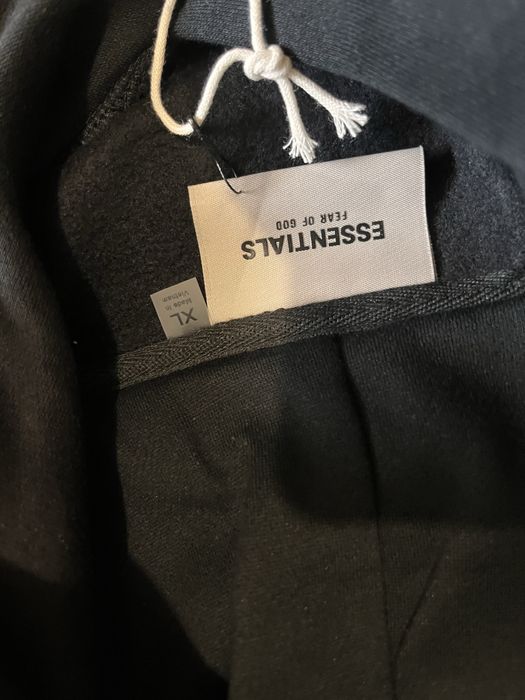 ESSENTIALS
FEAR OF GOD
XL
Made in
Vietnam